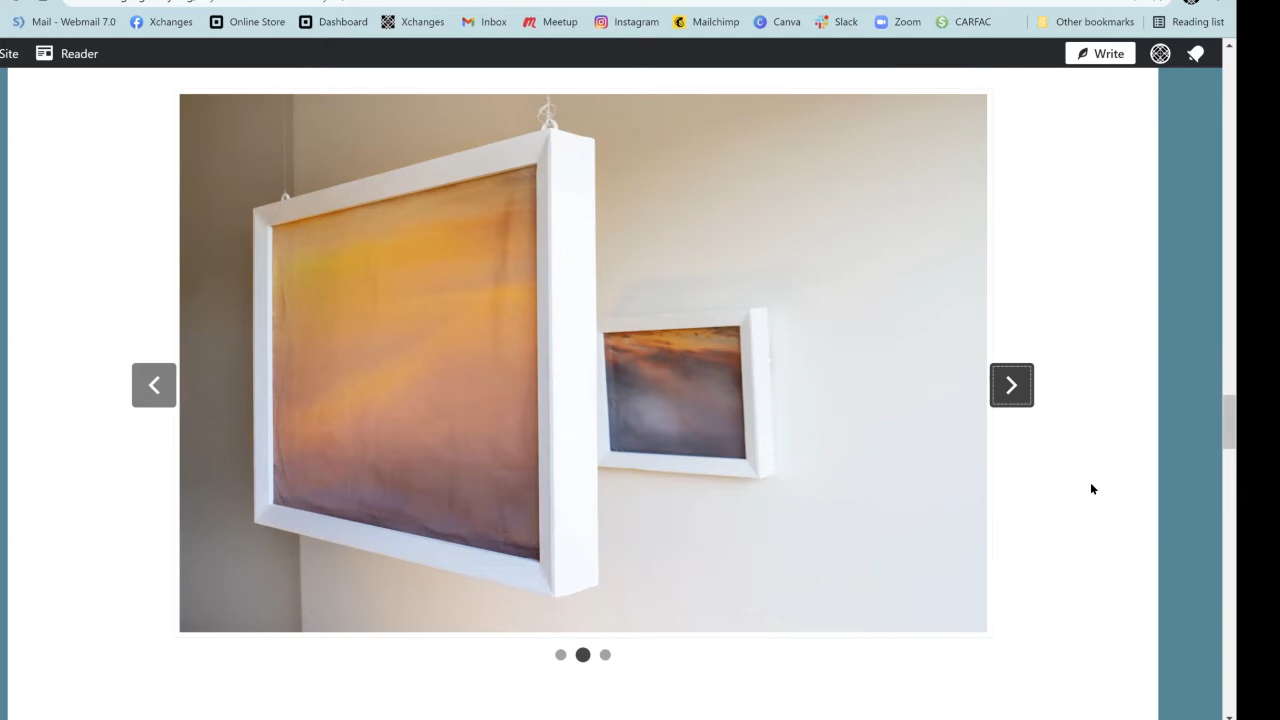 Mail - Webmail 7.0 Xchanges Online Store Dashboard Xchanges Inbox Meetup Instagram Mailchimp Canva Slack Zoom CARFAC Other bookmarks Reading list
Site Reader Write